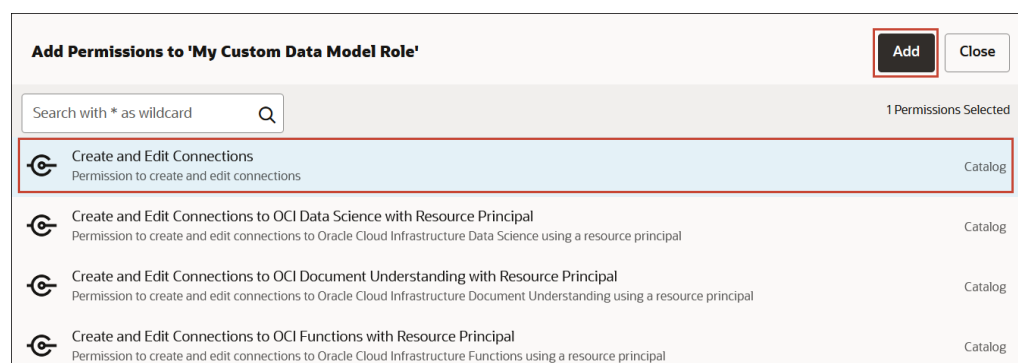 Add Permissions to 'My Custom Data Model Role'
Add
Close
Search with * as wildcard
1 Permissions Selected
Create and Edit Connections
Permission to create and edit connections
Catalog
Create and Edit Connections to OCI Data Science with Resource Principal
Permission to create and edit connections to Oracle Cloud Infrastructure Data Science using a resource principal
Catalog
Create and Edit Connections to OCI Document Understanding with Resource Principal
Permission to create and edit connections to Oracle Cloud Infrastructure Document Understanding using a resource principal
Catalog
Create and Edit Connections to OCI Functions with Resource Principal
Permission to create and edit connections to Oracle Cloud Infrastructure Functions using a resource principal
Catalog